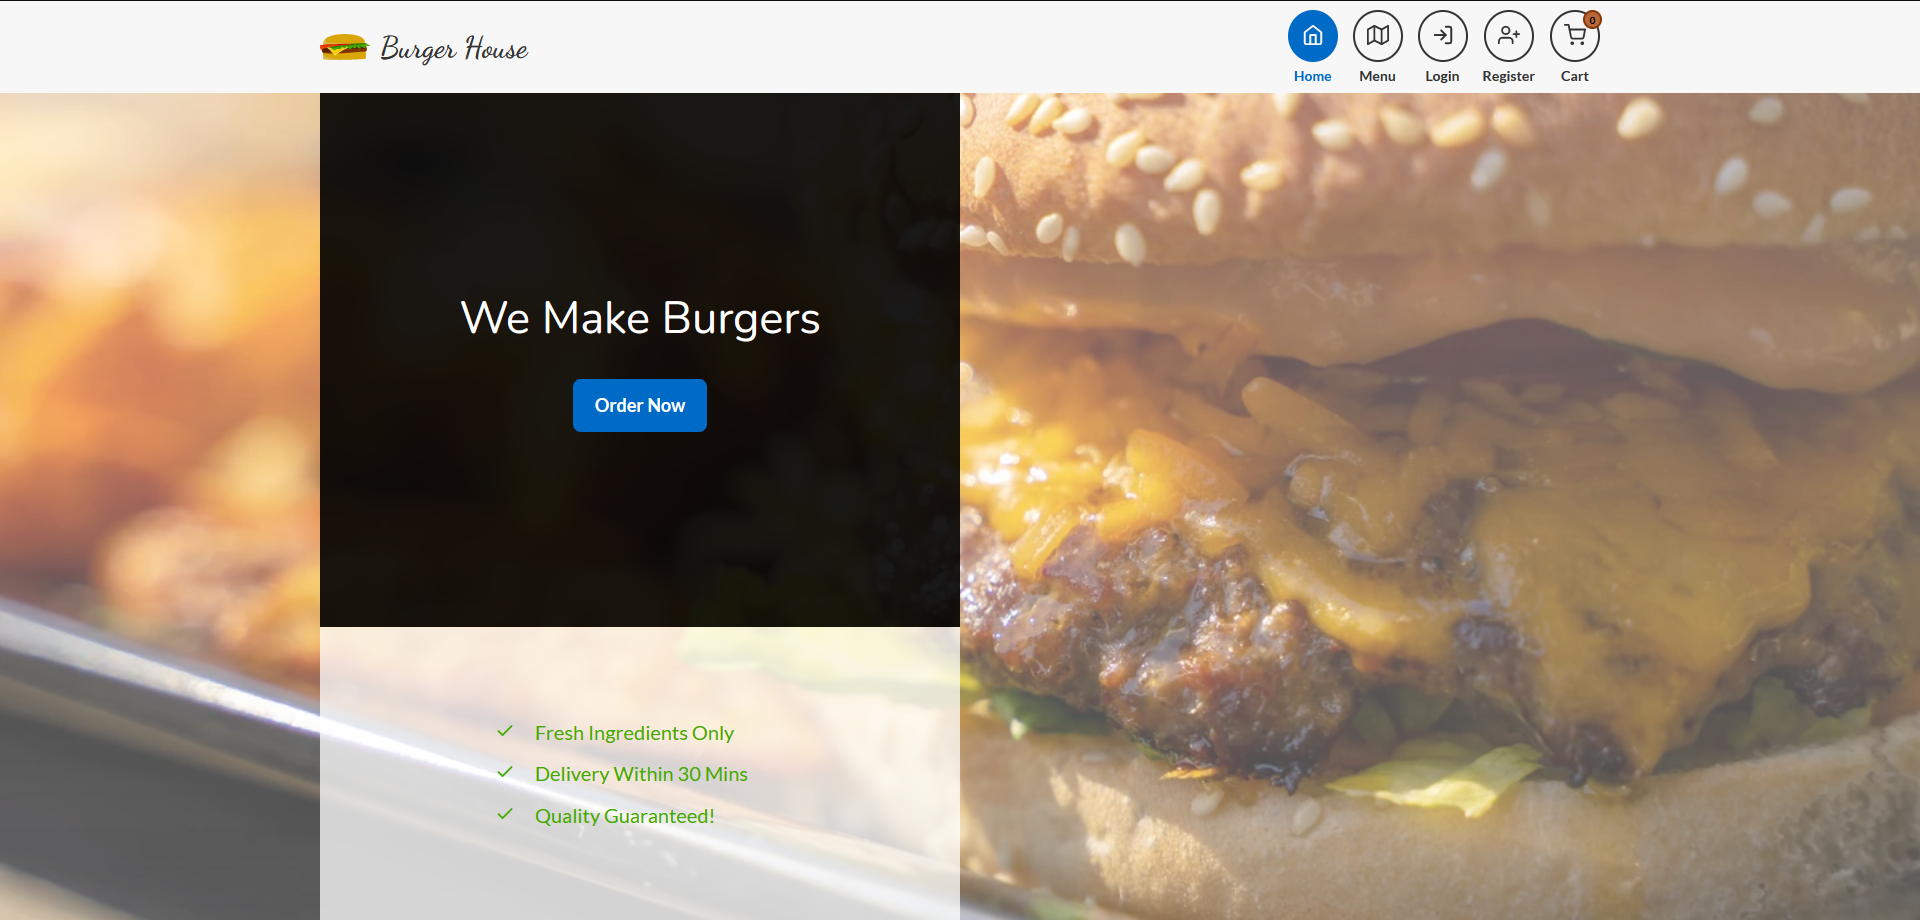 Burger House
0
Home Menu Login Register Cart
We Make Burgers
Order Now
Fresh Ingredients Only
Delivery Within 30 Mins
Quality Guaranteed!